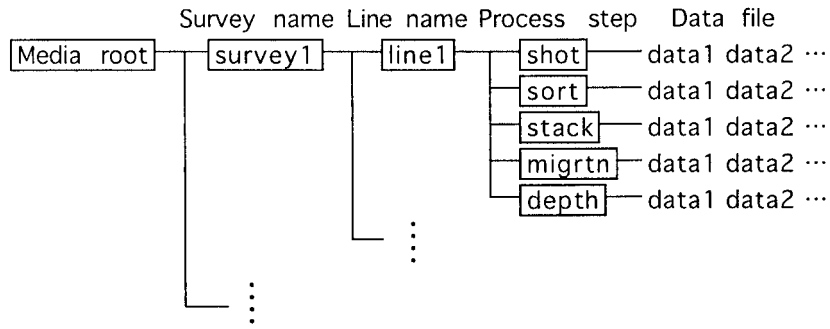 Survey name Line name Process step Data file
Media root survey1 line1 shot data1 data2 ...
sort data1 data2 ...
stack data1 data2 ...
migrtn data1 data2 ...
depth data1 data2 ...